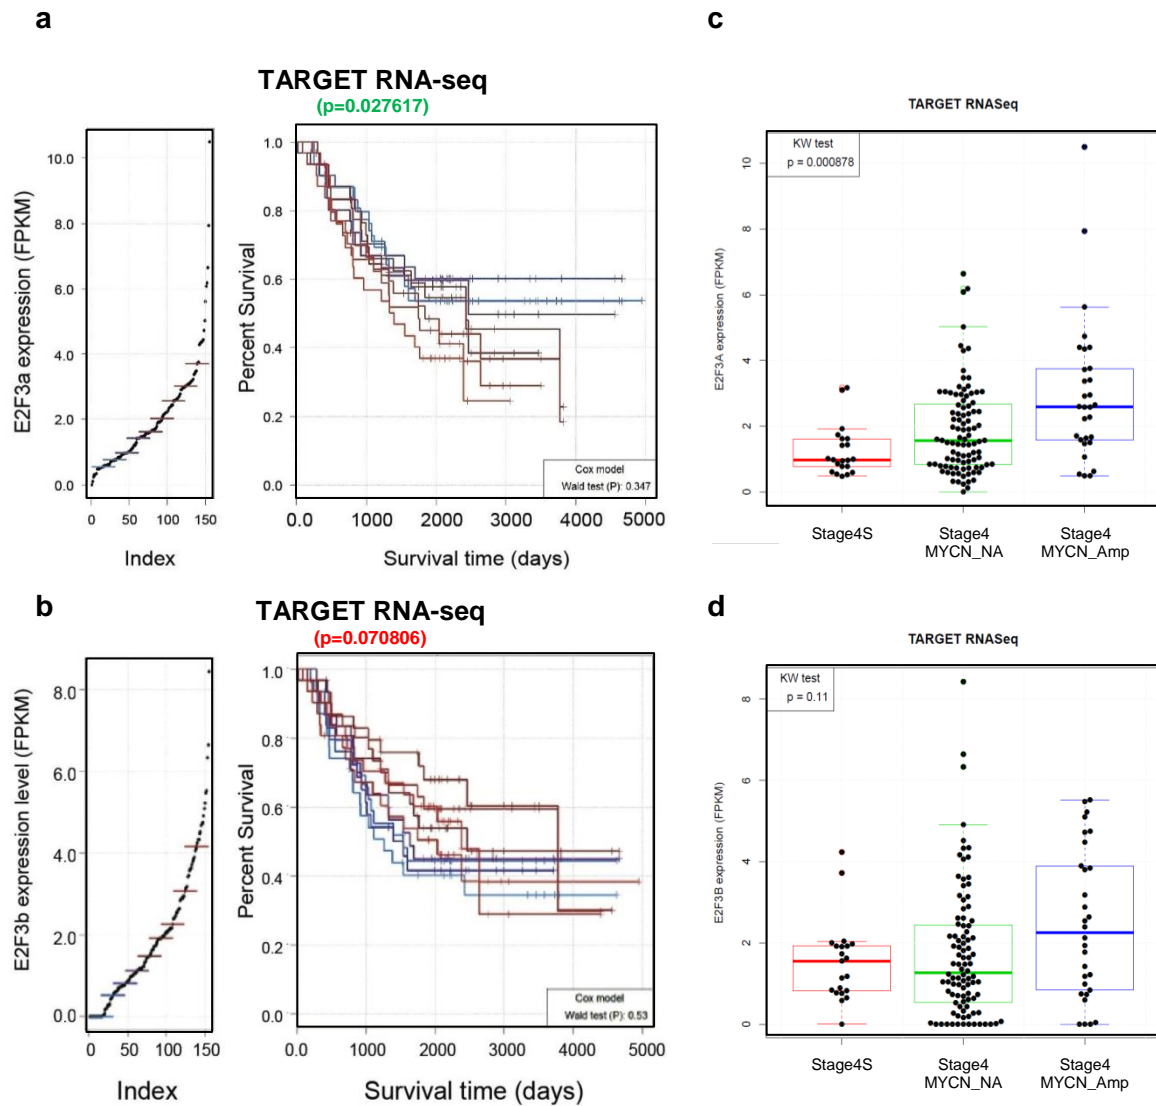 a
TARGET RNA-seq
(p=0.027617)
E2F3a expression (FPKM)
10.0
8.0
6.0
4.0
2.0
0.0
0 50 100 150
Index
Percent Survival
1.0
0.8
0.6
0.4
0.2
0.0
Cox model
Wald test (P): 0.347
0.0 1000 2000 3000 4000 5000
Survival time (days)
c
TARGET RNASeq
KW test
p = 0.000878
E2F3A expression (FPKM)
10
8
6
4
2
0
Stage4S
Stage4
MYCN_NA
Stage4
MYCN_Amp
b
TARGET RNA-seq
(p=0.070806)
E2F3b expression level (FPKM)
8.0
6.0
4.0
2.0
0.0
0 50 100 150
Index
Percent Survival
1.0
0.8
0.6
0.4
0.2
0.0
Cox model
Wald test (P): 0.53
0.0 1000 2000 3000 4000 5000
Survival time (days)
d
TARGET RNASeq
KW test
p = 0.11
E2F3B expression (FPKM)
8
6
4
2
0
Stage4S
Stage4
MYCN_NA
Stage4
MYCN_Amp